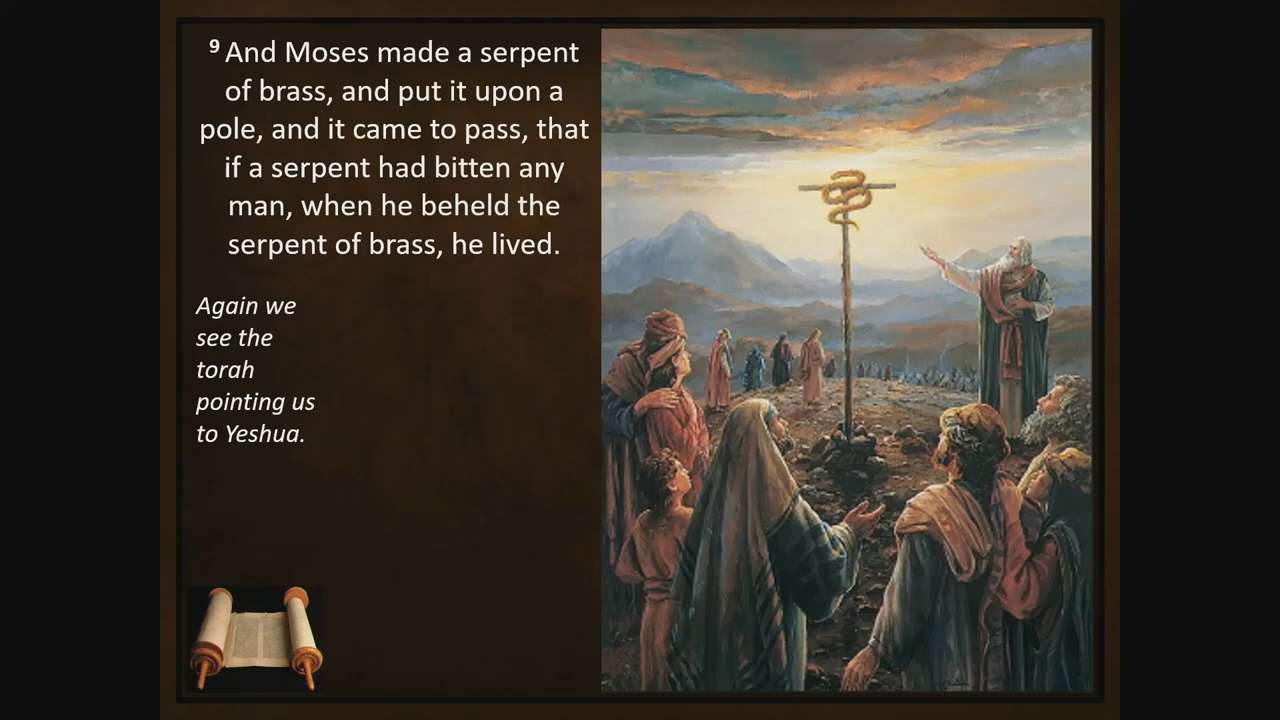 9 And Moses made a serpent
of brass, and put it upon a
pole, and it came to pass, that
if a serpent had bitten any
man, when he beheld the
serpent of brass, he lived.
Again we
see the
torah
pointing us
to Yeshua.